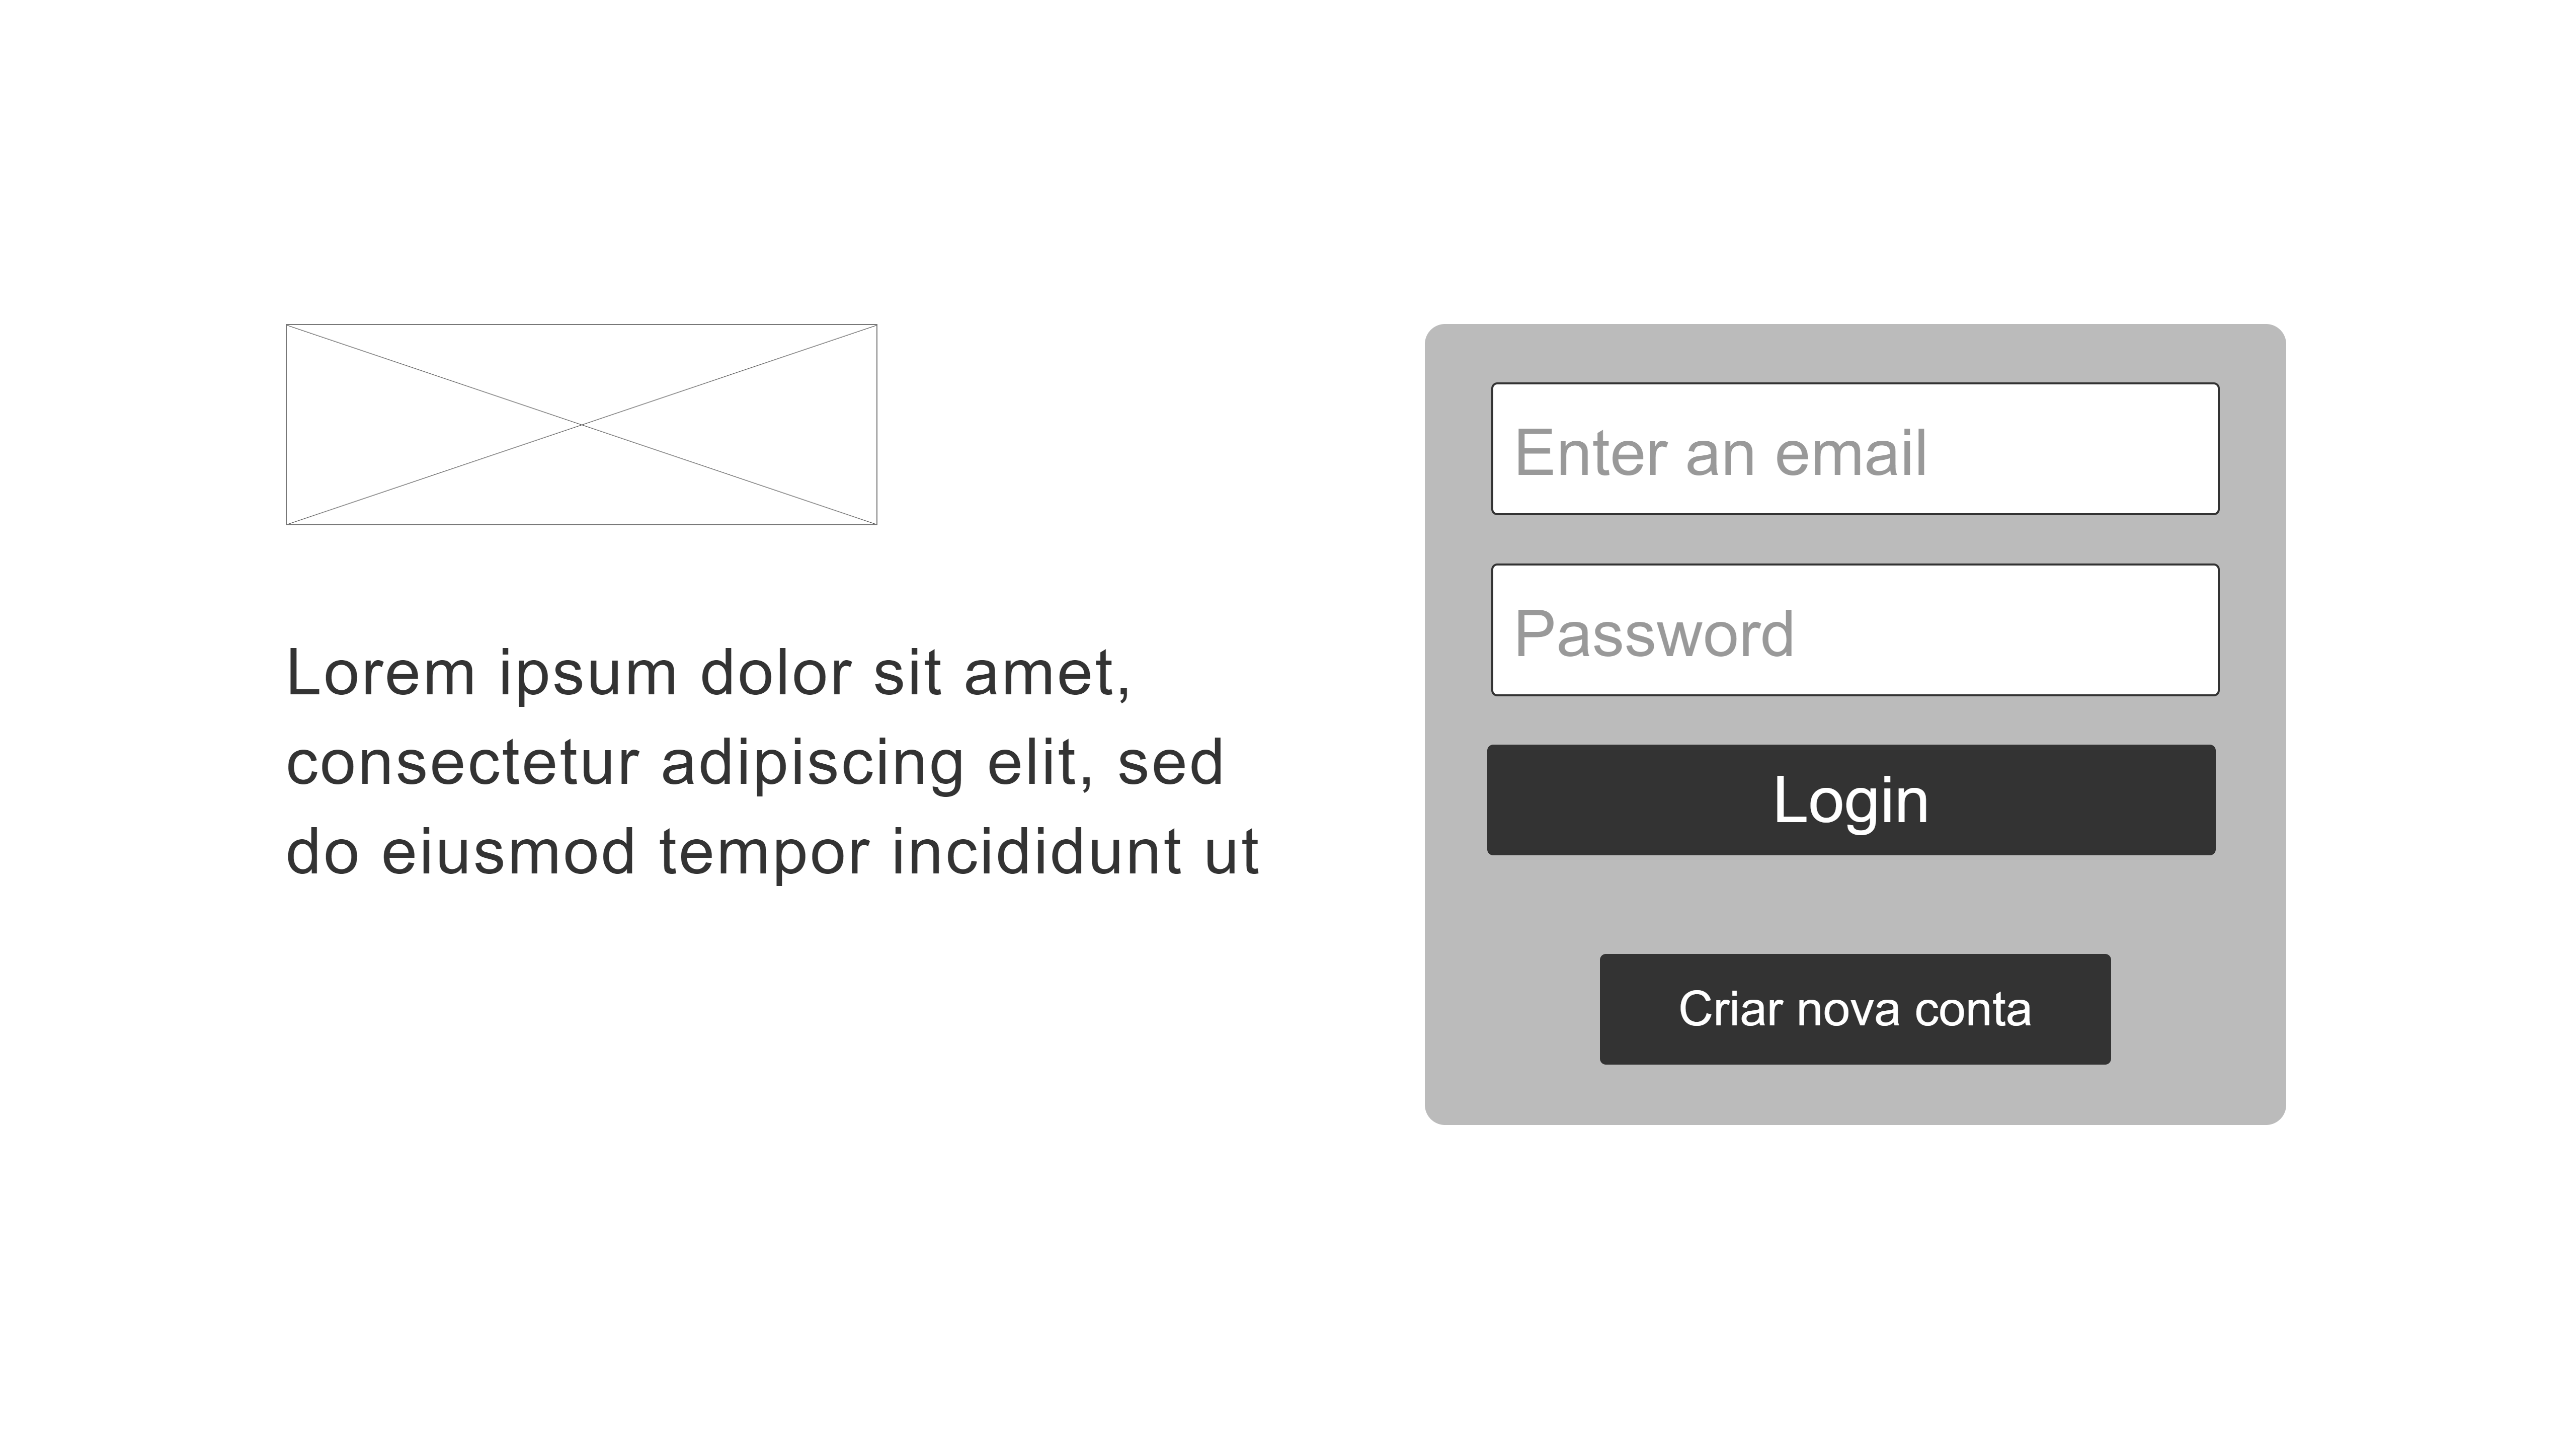 Lorem ipsum dolor sit amet,
consectetur adipiscing elit, sed
do eiusmod tempor incididunt ut
Enter an email
Password
Login
Criar nova conta